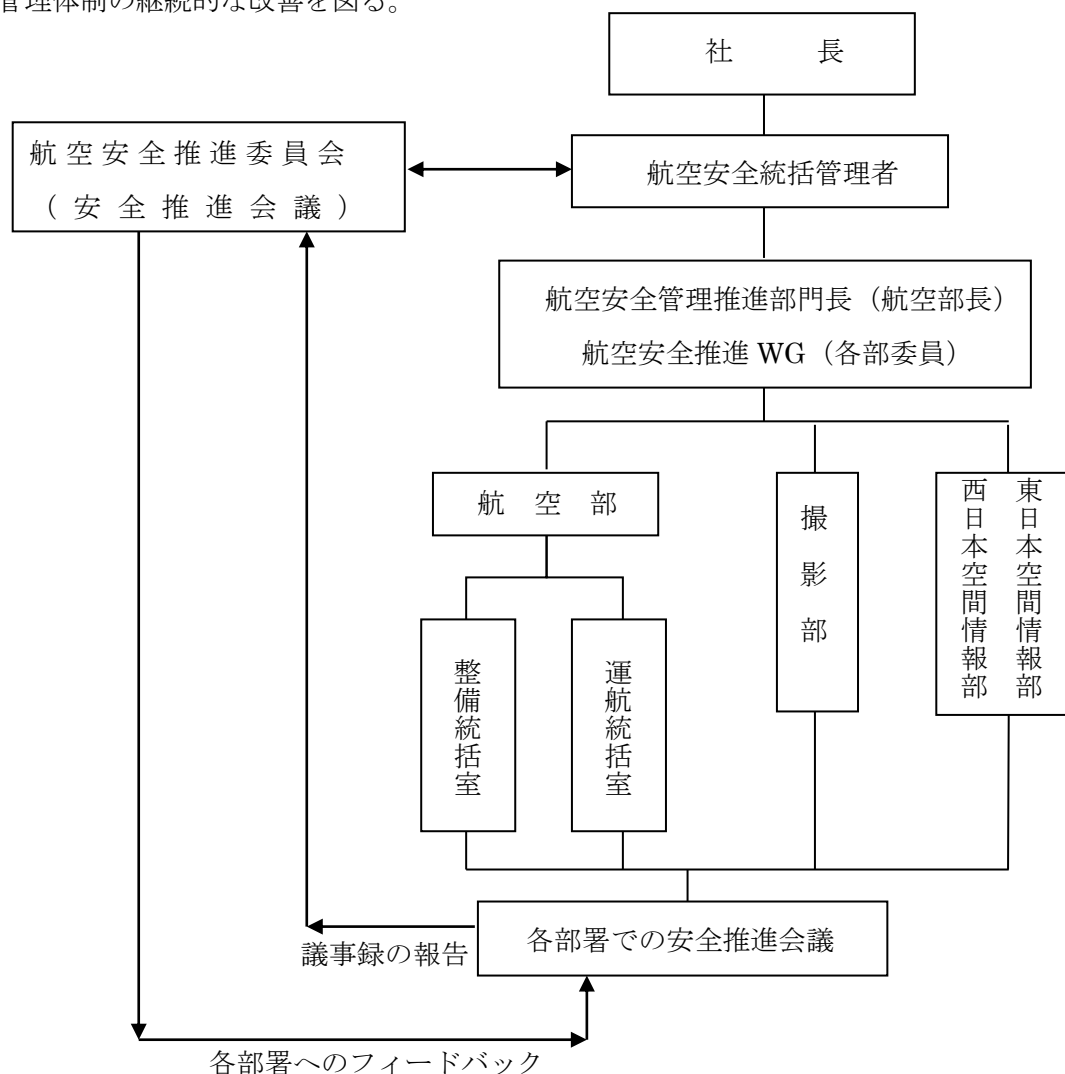 管理体制の継続的な改善を図る。
社　　長
航空安全推進委員会
（安全推進会議）
航空安全統括管理者
航空安全管理推進部門長（航空部長）
航空安全推進 WG（各部委員）
航　空　部
撮影部
東日本空間情報部
西日本空間情報部
整備統括室
運航統括室
各部署での安全推進会議
議事録の報告
各部署へのフィードバック